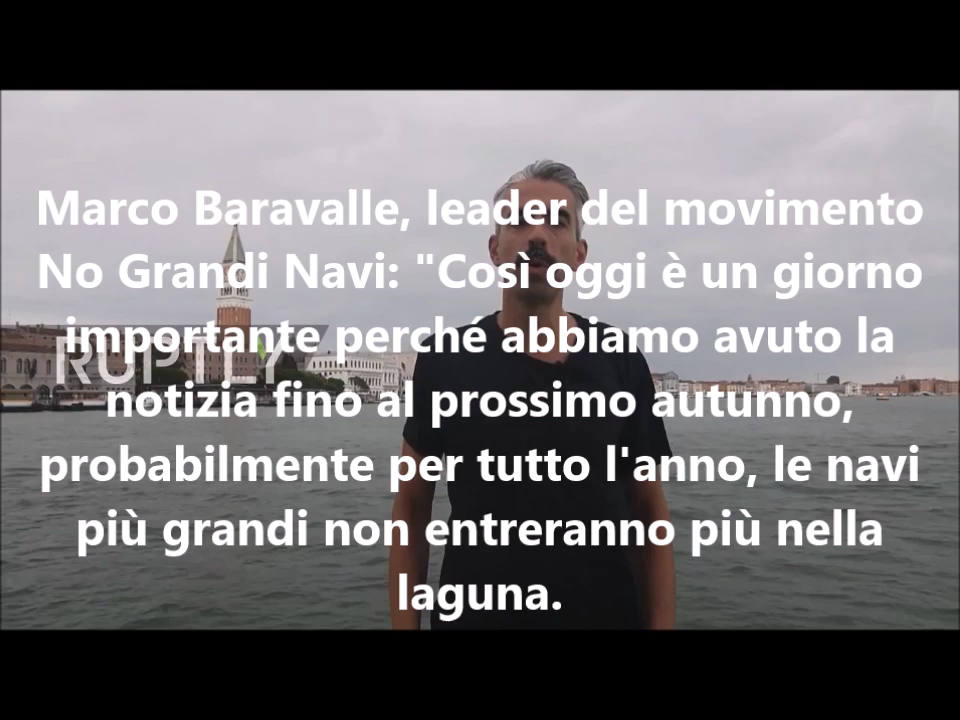 Marco Baravalle, leader del movimento
No Grandi Navi: "Così oggi è un giorno
importante perché abbiamo avuto la
RUPTLY
notizia fino al prossimo autunno,
probabilmente per tutto l'anno, le navi
più grandi non entreranno più nella
laguna.